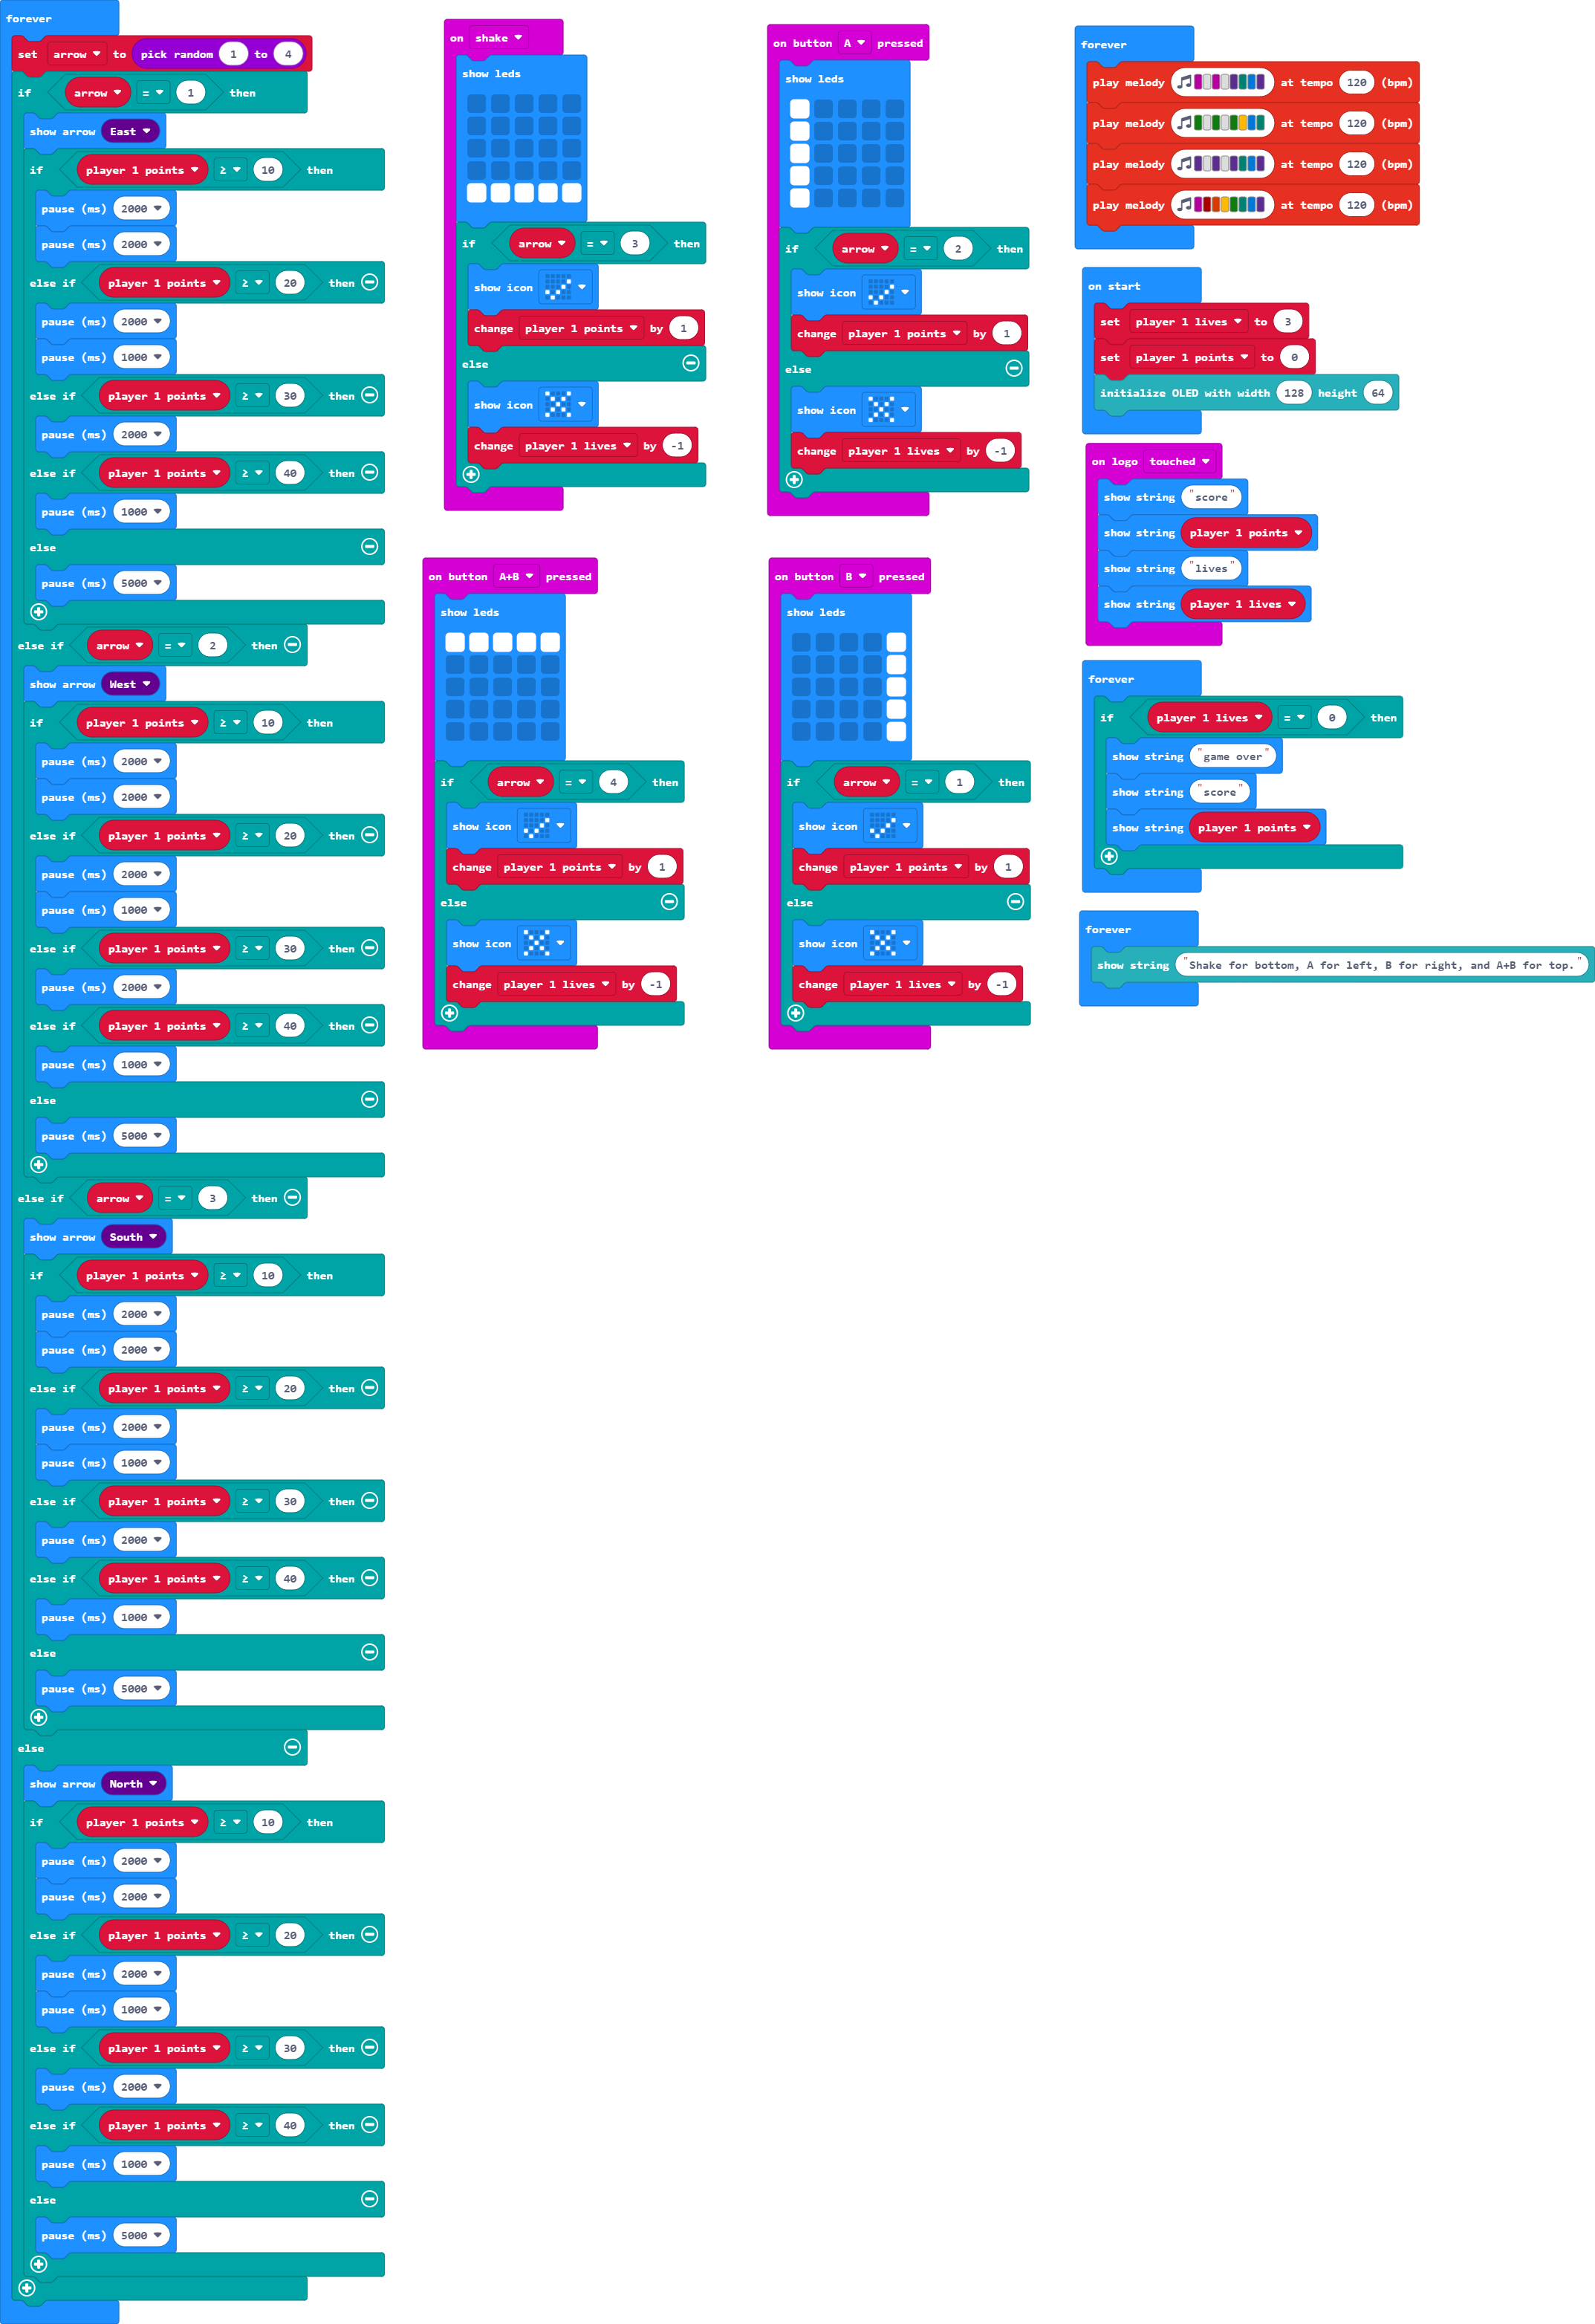 forever
set arrow to pick random 1 to 4
if arrow = 1 then
show arrow East
if player 1 points ≥ 10 then
pause (ms) 2000
pause (ms) 2000
else if player 1 points ≥ 20 then
pause (ms) 2000
pause (ms) 1000
else if player 1 points ≥ 30 then
pause (ms) 2000
else if player 1 points ≥ 40 then
pause (ms) 1000
else
pause (ms) 5000
else if arrow = 2 then
show arrow West
if player 1 points ≥ 10 then
pause (ms) 2000
pause (ms) 2000
else if player 1 points ≥ 20 then
pause (ms) 2000
pause (ms) 1000
else if player 1 points ≥ 30 then
pause (ms) 2000
else if player 1 points ≥ 40 then
pause (ms) 1000
else
pause (ms) 5000
else if arrow = 3 then
show arrow South
if player 1 points ≥ 10 then
pause (ms) 2000
pause (ms) 2000
else if player 1 points ≥ 20 then
pause (ms) 2000
pause (ms) 1000
else if player 1 points ≥ 30 then
pause (ms) 2000
else if player 1 points ≥ 40 then
pause (ms) 1000
else
pause (ms) 5000
else
show arrow North
if player 1 points ≥ 10 then
pause (ms) 2000
pause (ms) 2000
else if player 1 points ≥ 20 then
pause (ms) 2000
pause (ms) 1000
else if player 1 points ≥ 30 then
pause (ms) 2000
else if player 1 points ≥ 40 then
pause (ms) 1000
else
pause (ms) 5000
on shake
show leds
if arrow = 3 then
show icon
change player 1 points by 1
else
show icon
change player 1 lives by -1
on button A+B pressed
show leds
if arrow = 4 then
show icon
change player 1 points by 1
else
show icon
change player 1 lives by -1
on button A pressed
show leds
if arrow = 2 then
show icon
change player 1 points by 1
else
show icon
change player 1 lives by -1
on button B pressed
show leds
if arrow = 1 then
show icon
change player 1 points by 1
else
show icon
change player 1 lives by -1
forever
play melody at tempo 120 (bpm)
play melody at tempo 120 (bpm)
play melody at tempo 120 (bpm)
play melody at tempo 120 (bpm)
on start
set player 1 lives to 3
set player 1 points to 0
initialize OLED with width 128 height 64
on logo touched
show string "score"
show string player 1 points
show string "lives"
show string player 1 lives
forever
if player 1 lives = 0 then
show string "game over"
show string "score"
show string player 1 points
forever
show string "Shake for bottom, A for left, B for right, and A+B for top."